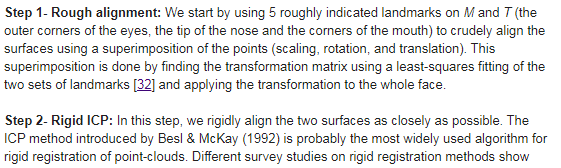 Step 1- Rough alignment: We start by using 5 roughly indicated landmarks on M and T (the
outer corners of the eyes, the tip of the nose and the corners of the mouth) to crudely align the
surfaces using a superimposition of the points (scaling, rotation, and translation). This
superimposition is done by finding the transformation matrix using a least-squares fitting of the
two sets of landmarks [32] and applying the transformation to the whole face.
Step 2- Rigid ICP: In this step, we rigidly align the two surfaces as closely as possible. The
ICP method introduced by Besl & McKay (1992) is probably the most widely used algorithm for
rigid registration of point-clouds. Different survey studies on rigid registration methods show